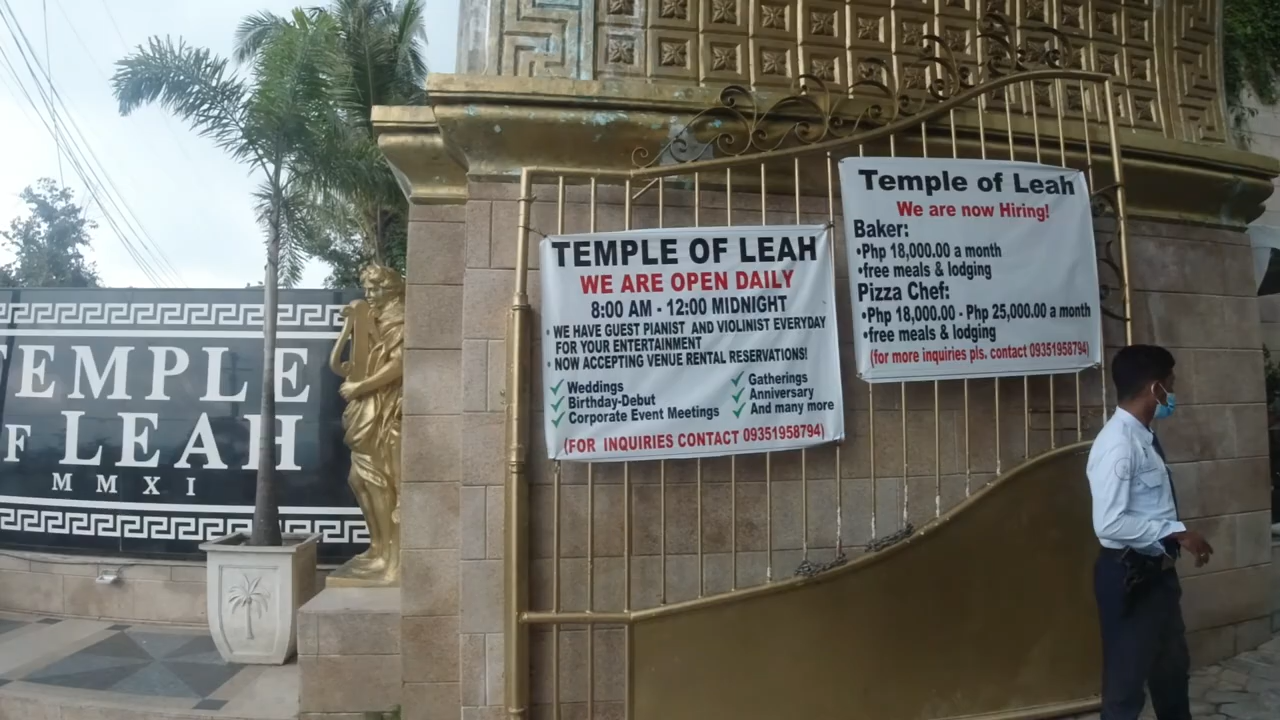 TEMPLE
OF LEAH
MMXI
TEMPLE OF LEAH
WE ARE OPEN DAILY
8:00 AM - 12:00 MIDNIGHT
• WE HAVE GUEST PIANIST AND VIOLINIST EVERYDAY
FOR YOUR ENTERTAINMENT
• NOW ACCEPTING VENUE RENTAL RESERVATIONS!
✓ Weddings
✓ Birthday-Debut
✓ Corporate Event Meetings
✓ Gatherings
✓ Anniversary
✓ And many more
(FOR INQUIRIES CONTACT 09351958794)
Temple of Leah
We are now Hiring!
Baker:
•Php 18,000.00 a month
•free meals & lodging
Pizza Chef:
•Php 18,000.00 - Php 25,000.00 a month
•free meals & lodging
(for more inquiries pls. contact 09351958794)